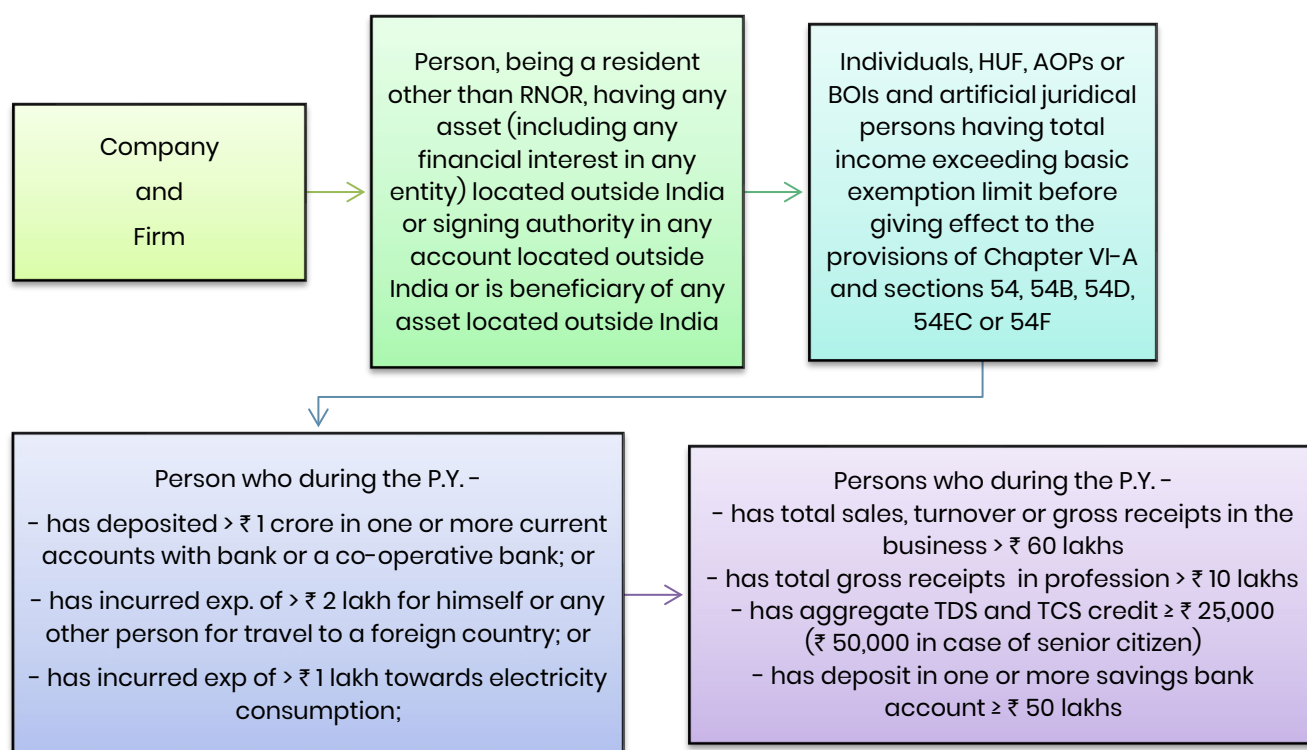 Company
and
Firm
Person, being a resident
other than RNOR, having any
asset (including any
financial interest in any
entity) located outside India
or signing authority in any
account located outside
India or is beneficiary of any
asset located outside India
Individuals, HUF, AOPs or
BOIs and artificial juridical
persons having total
income exceeding basic
exemption limit before
giving effect to the
provisions of Chapter VI-A
and sections 54, 54B, 54D,
54EC or 54F
Person who during the P.Y. -
- has deposited > ₹ 1 crore in one or more current
accounts with bank or a co-operative bank; or
- has incurred exp. of > ₹ 2 lakh for himself or any
other person for travel to a foreign country; or
- has incurred exp of > ₹ 1 lakh towards electricity
consumption;
Persons who during the P.Y. -
- has total sales, turnover or gross receipts in the
business > ₹ 60 lakhs
- has total gross receipts in profession > ₹ 10 lakhs
- has aggregate TDS and TCS credit ≥ ₹ 25,000
(₹ 50,000 in case of senior citizen)
- has deposit in one or more savings bank
account ≥ ₹ 50 lakhs